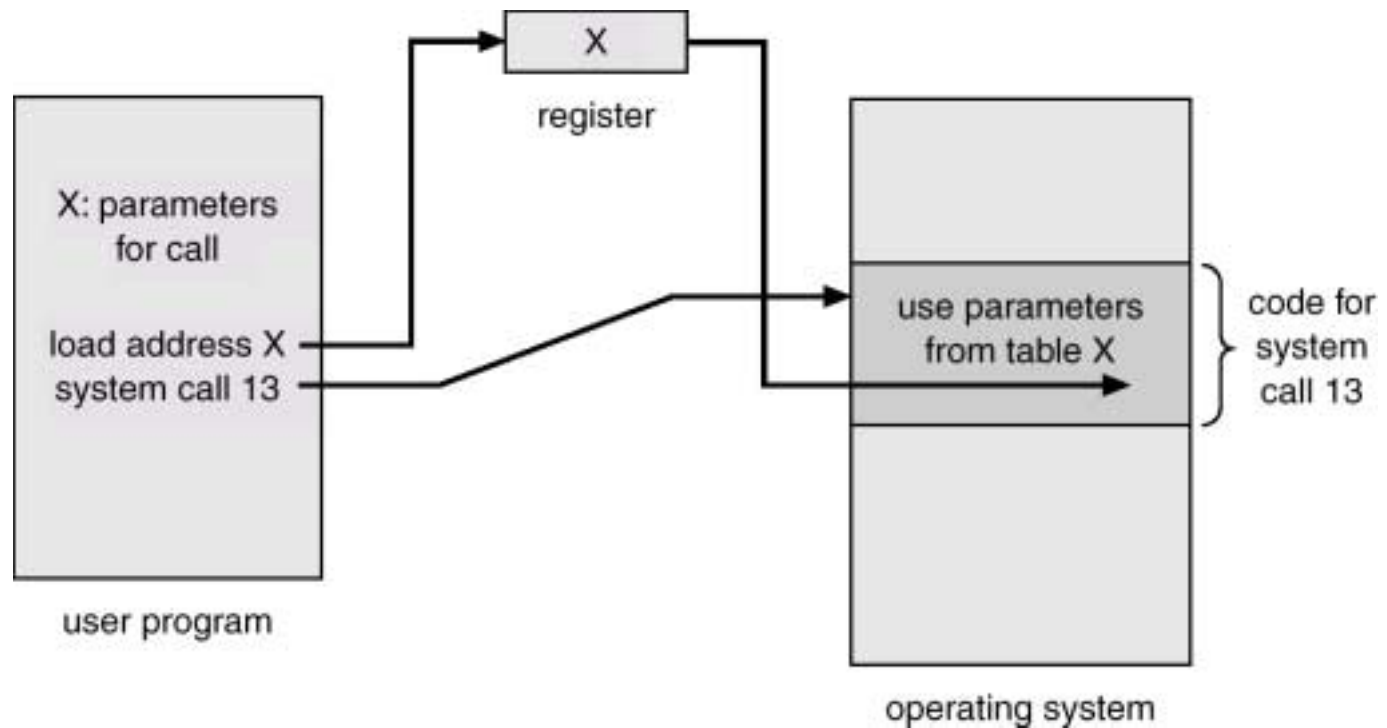 X
register
X: parameters
for call
load address X
system call 13
user program
use parameters
from table X
code for
system
call 13
operating system